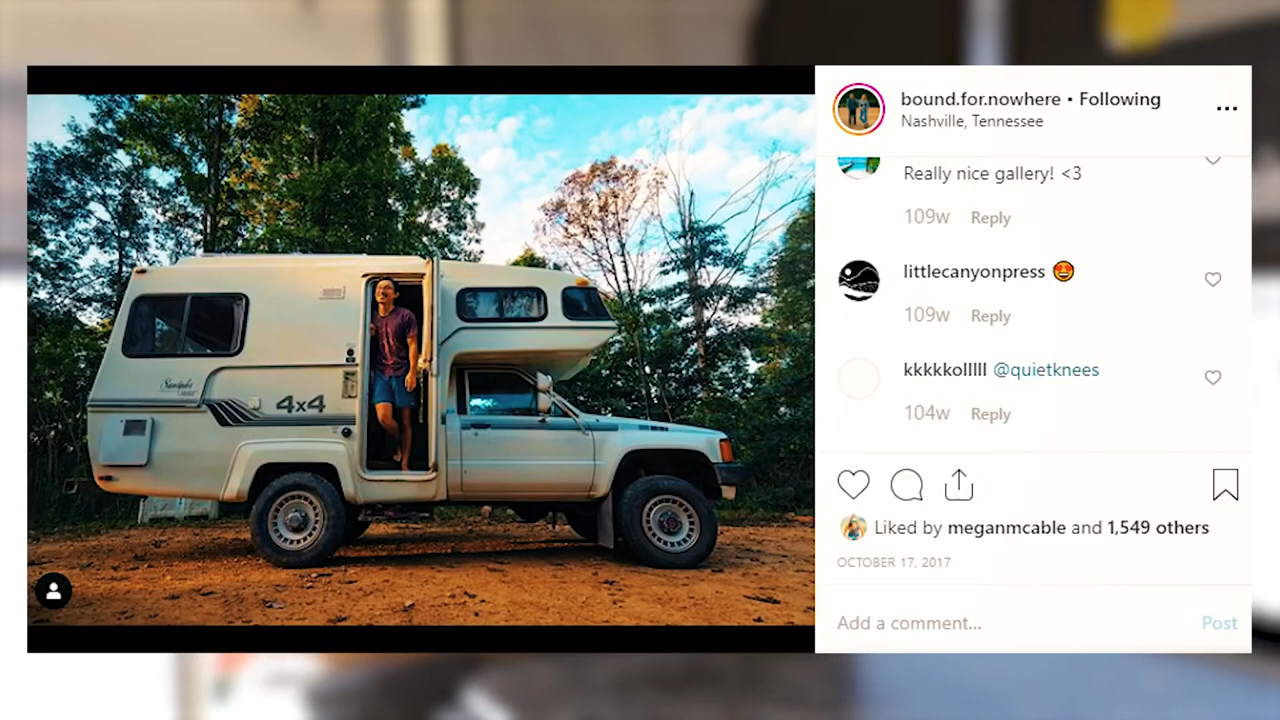 bound.for.nowhere • Following
Nashville, Tennessee
Really nice gallery! <3
109w Reply
littlecanyonpress 🤩
109w Reply
kkkkkolllll @quietknees
104w Reply
Liked by meganmcable and 1,549 others
OCTOBER 17, 2017
Add a comment... Post
4x4